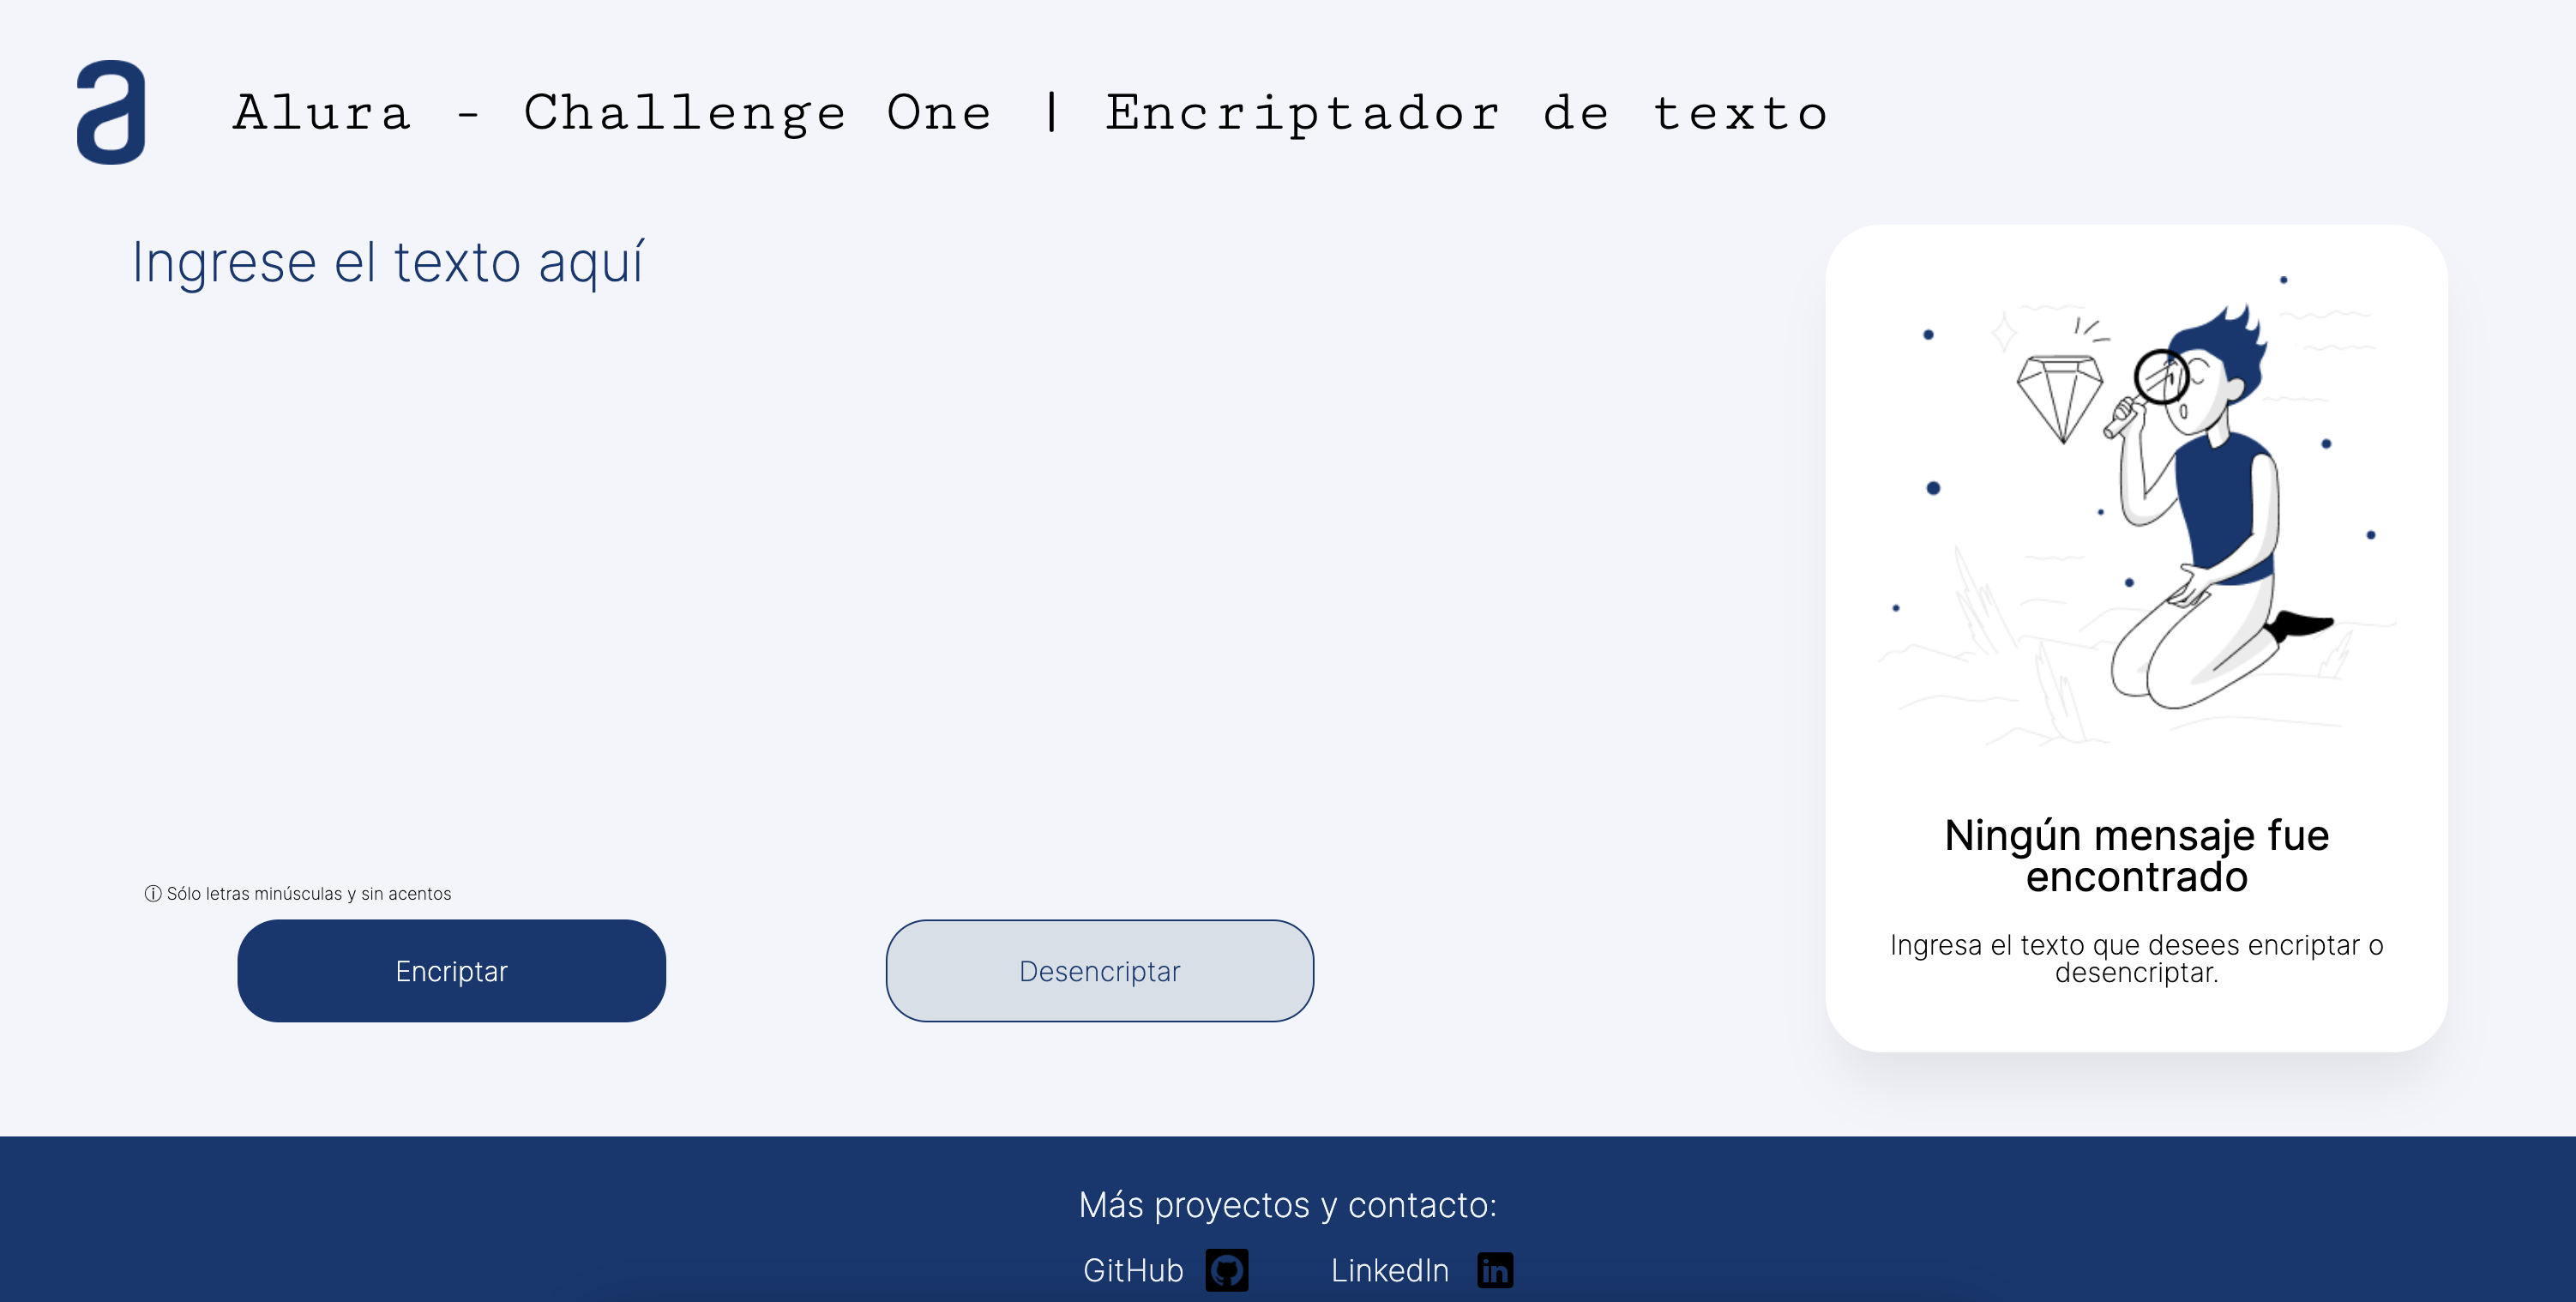 a
Alura - Challenge One | Encriptador de texto
Ingrese el texto aquí
Ningún mensaje fue
encontrado
Ingresa el texto que desees encriptar o
desencriptar.
ⓘ Sólo letras minúsculas y sin acentos
Encriptar
Desencriptar
Más proyectos y contacto:
GitHub
LinkedIn in